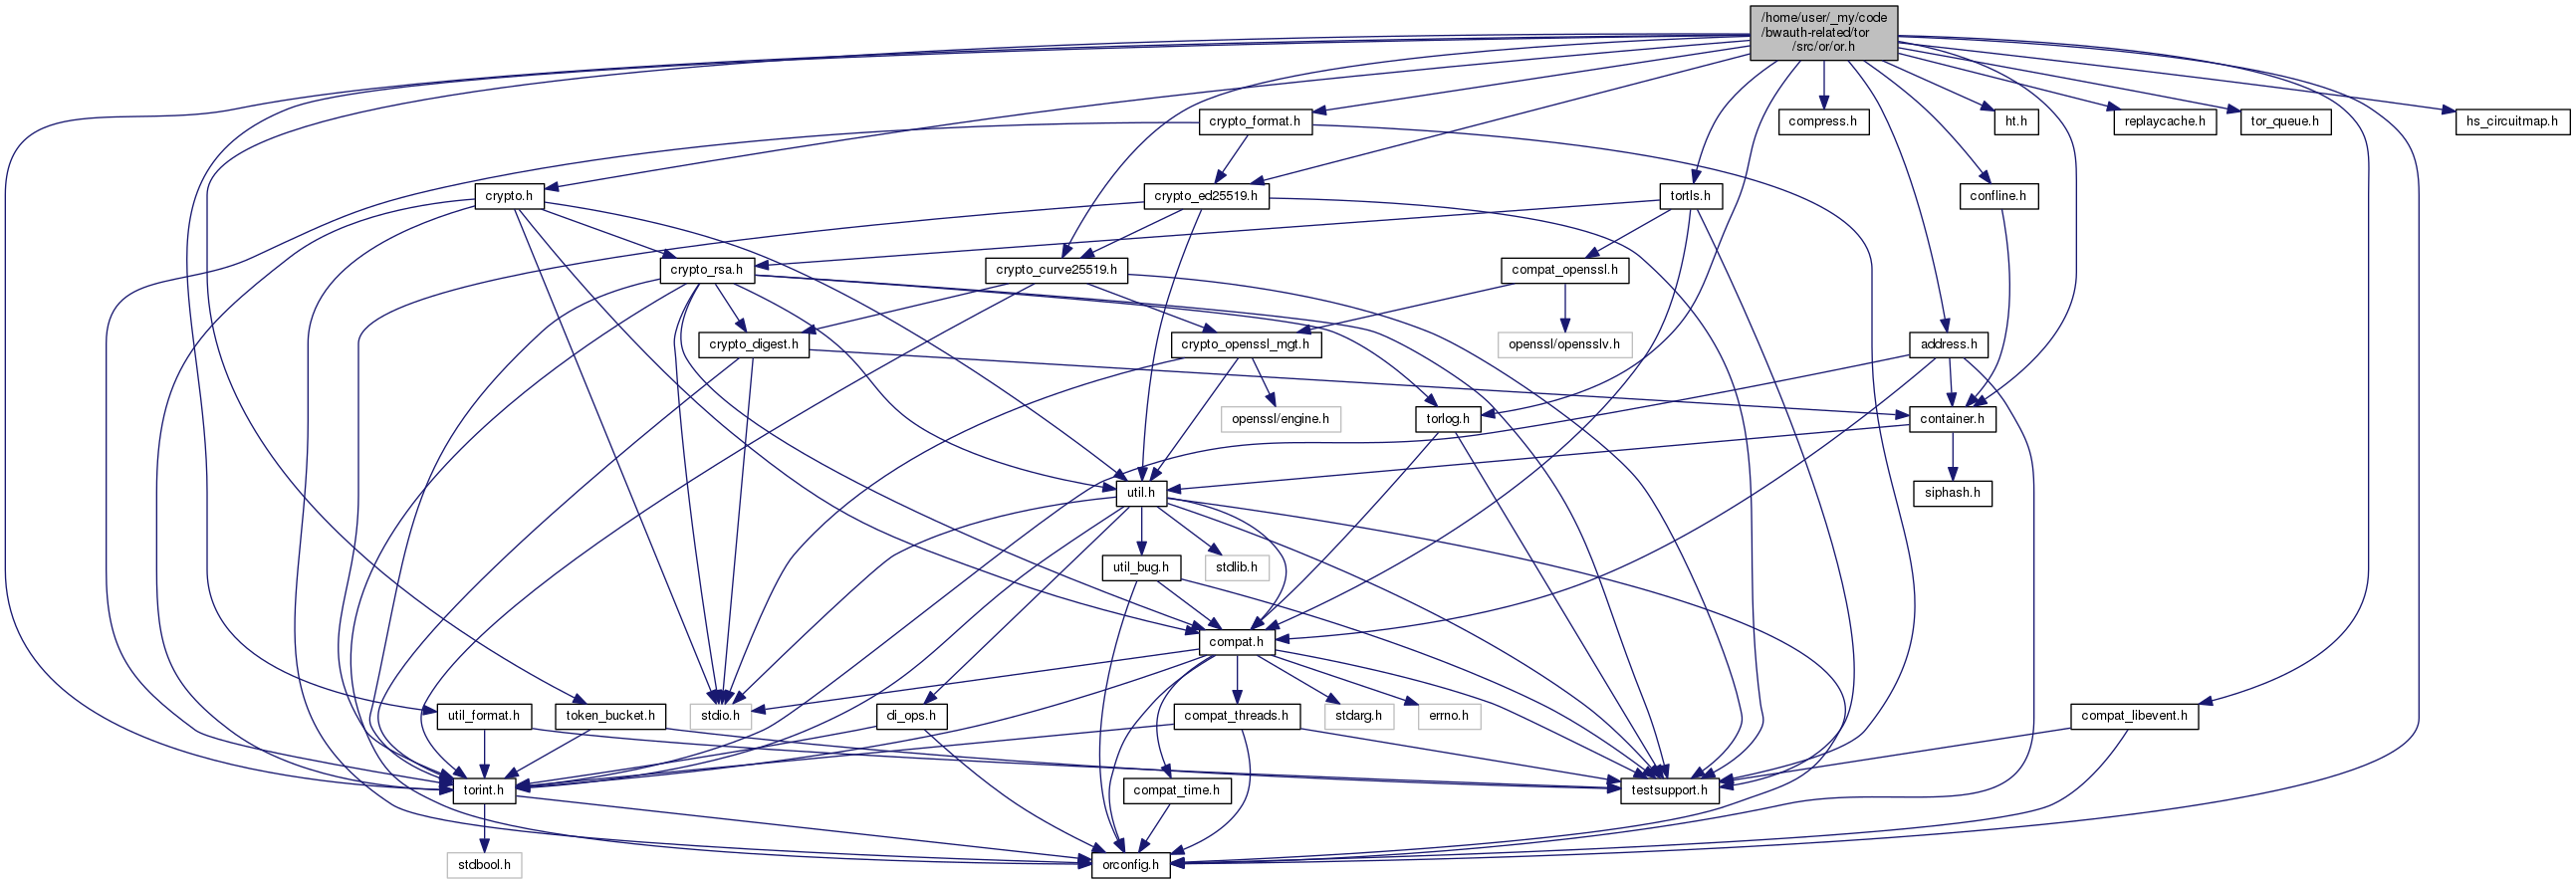 /home/user/_my/code
/bwauth-related/tor
/src/or/or.h
crypto_format.h
compress.h
ht.h
replaycache.h
tor_queue.h
hs_circuitmap.h
crypto.h
crypto_ed25519.h
tortls.h
confline.h
crypto_rsa.h
crypto_curve25519.h
compat_openssl.h
crypto_digest.h
crypto_openssl_mgt.h
openssl/opensslv.h
address.h
openssl/engine.h
torlog.h
container.h
util.h
siphash.h
util_bug.h
stdlib.h
compat.h
util_format.h
token_bucket.h
stdio.h
di_ops.h
compat_threads.h
stdarg.h
errno.h
compat_libevent.h
torint.h
compat_time.h
testsupport.h
stdbool.h
orconfig.h